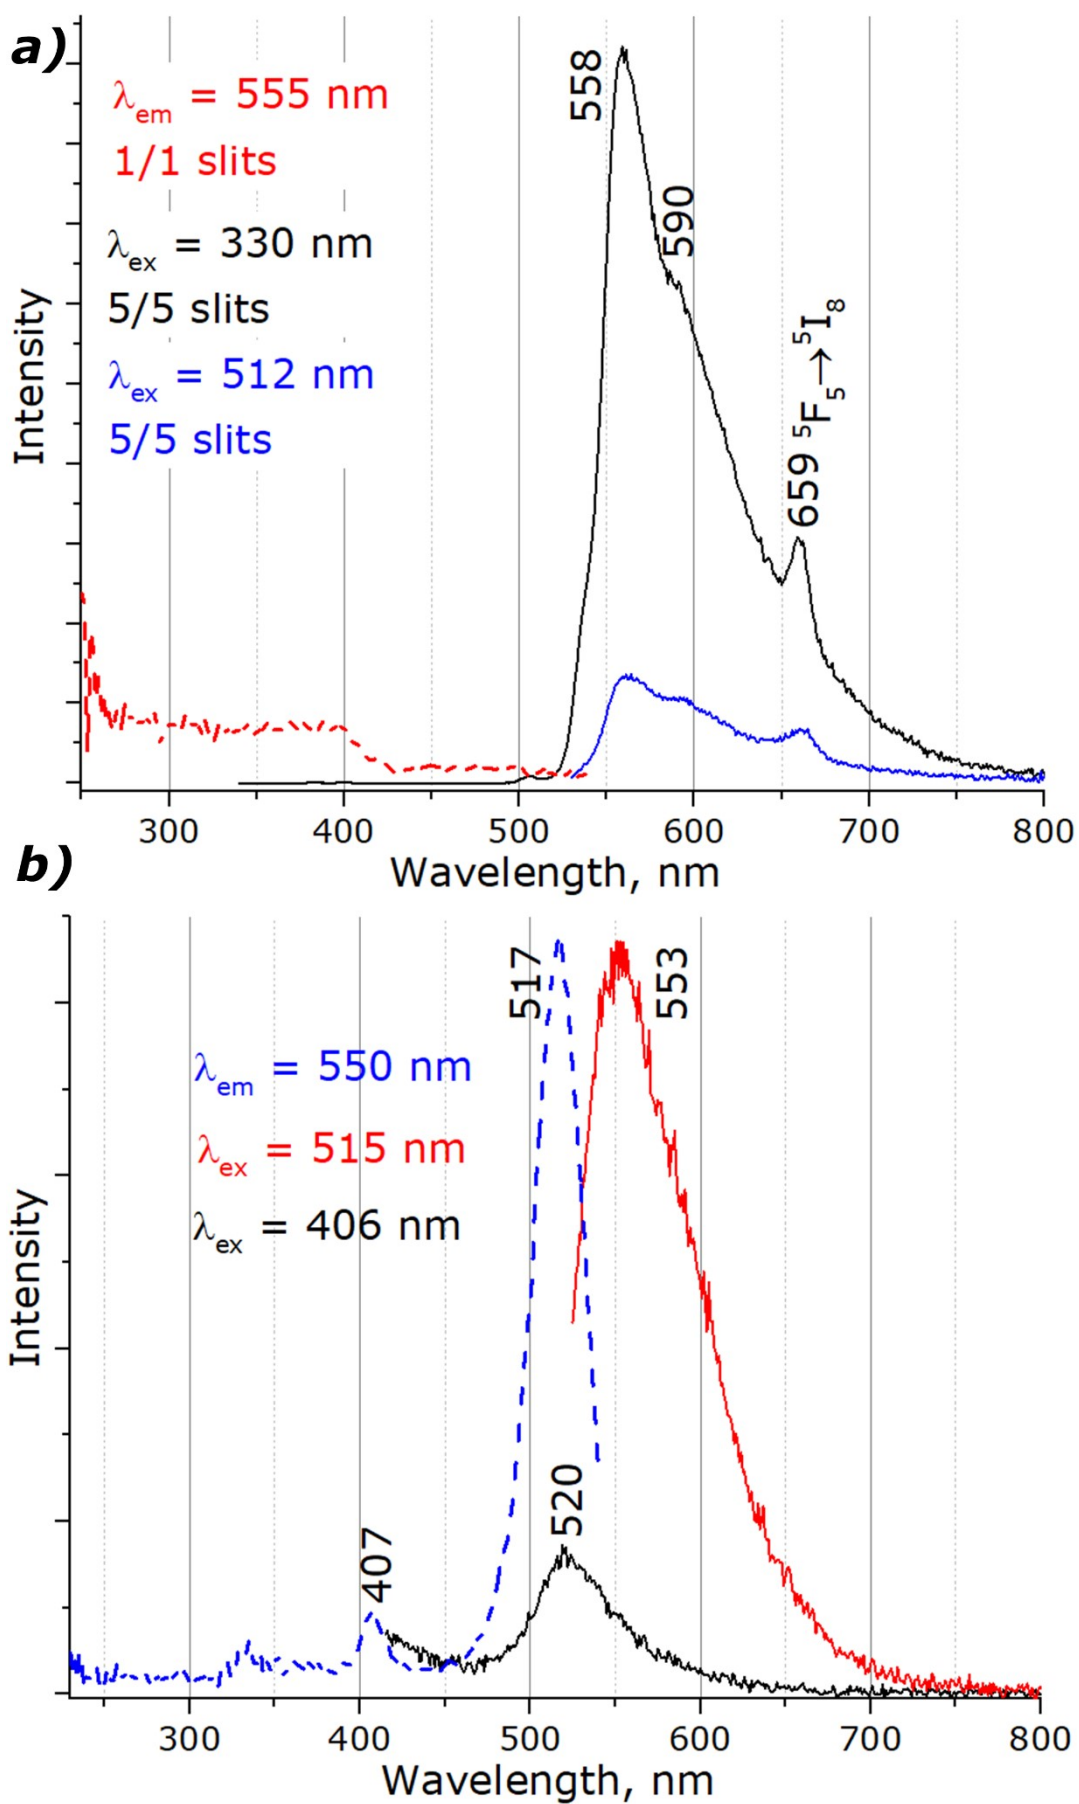 a)
λem = 555 nm
1/1 slits
λex = 330 nm
5/5 slits
λex = 512 nm
5/5 slits
558
590
659 ⁵F₅→⁵I₈
Intensity
300 400 500 600 700 800
Wavelength, nm
b)
517
553
λem = 550 nm
λex = 515 nm
λex = 406 nm
520
407
Intensity
300 400 500 600 700 800
Wavelength, nm